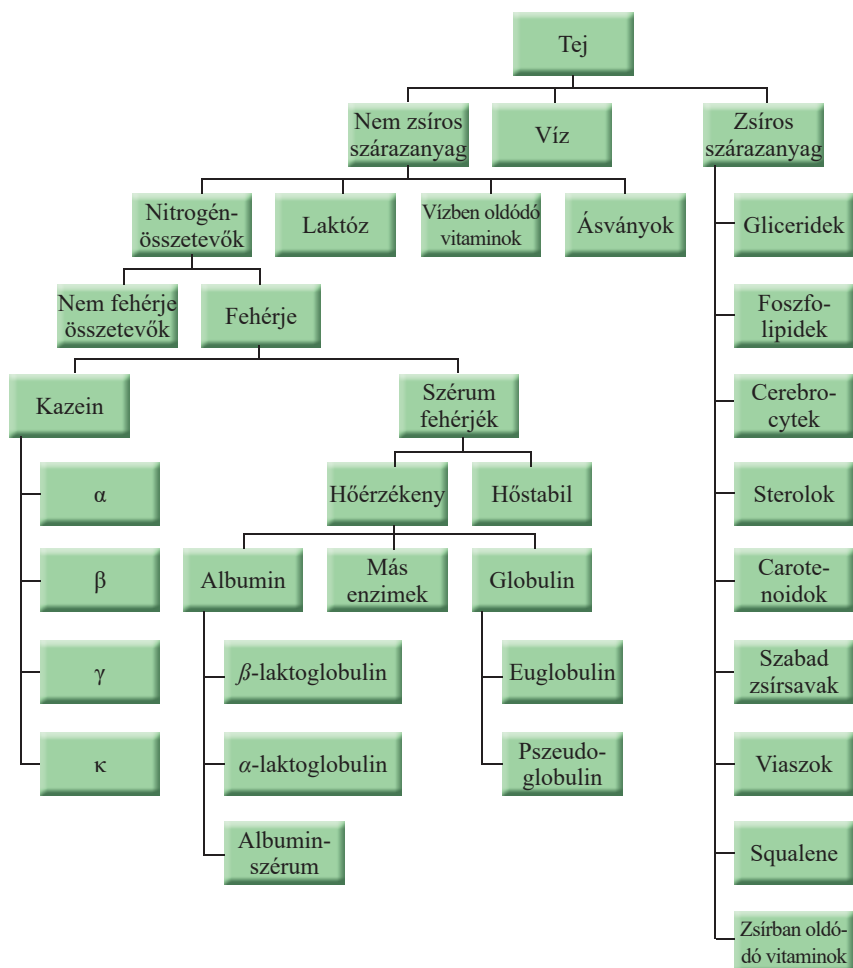 Tej
Nem zsíros
szárazanyag
Víz
Zsíros
szárazanyag
Nitrogén-
összetevők
Laktóz
Vízben oldódó
vitaminok
Ásványok
Gliceridek
Nem fehérje
összetevők
Fehérje
Foszfo-
lipidek
Kazein
Szérum
fehérjék
Cerebro-
cytek
α
Hőérzékeny
Hőstabil
Sterolok
β
Albumin
Más
enzimek
Globulin
Carote-
noidok
γ
β-laktoglobulin
Euglobulin
Szabad
zsírsavak
κ
α-laktoglobulin
Pszeudo-
globulin
Viaszok
Albumin-
szérum
Squalene
Zsírban oldó-
dó vitaminok